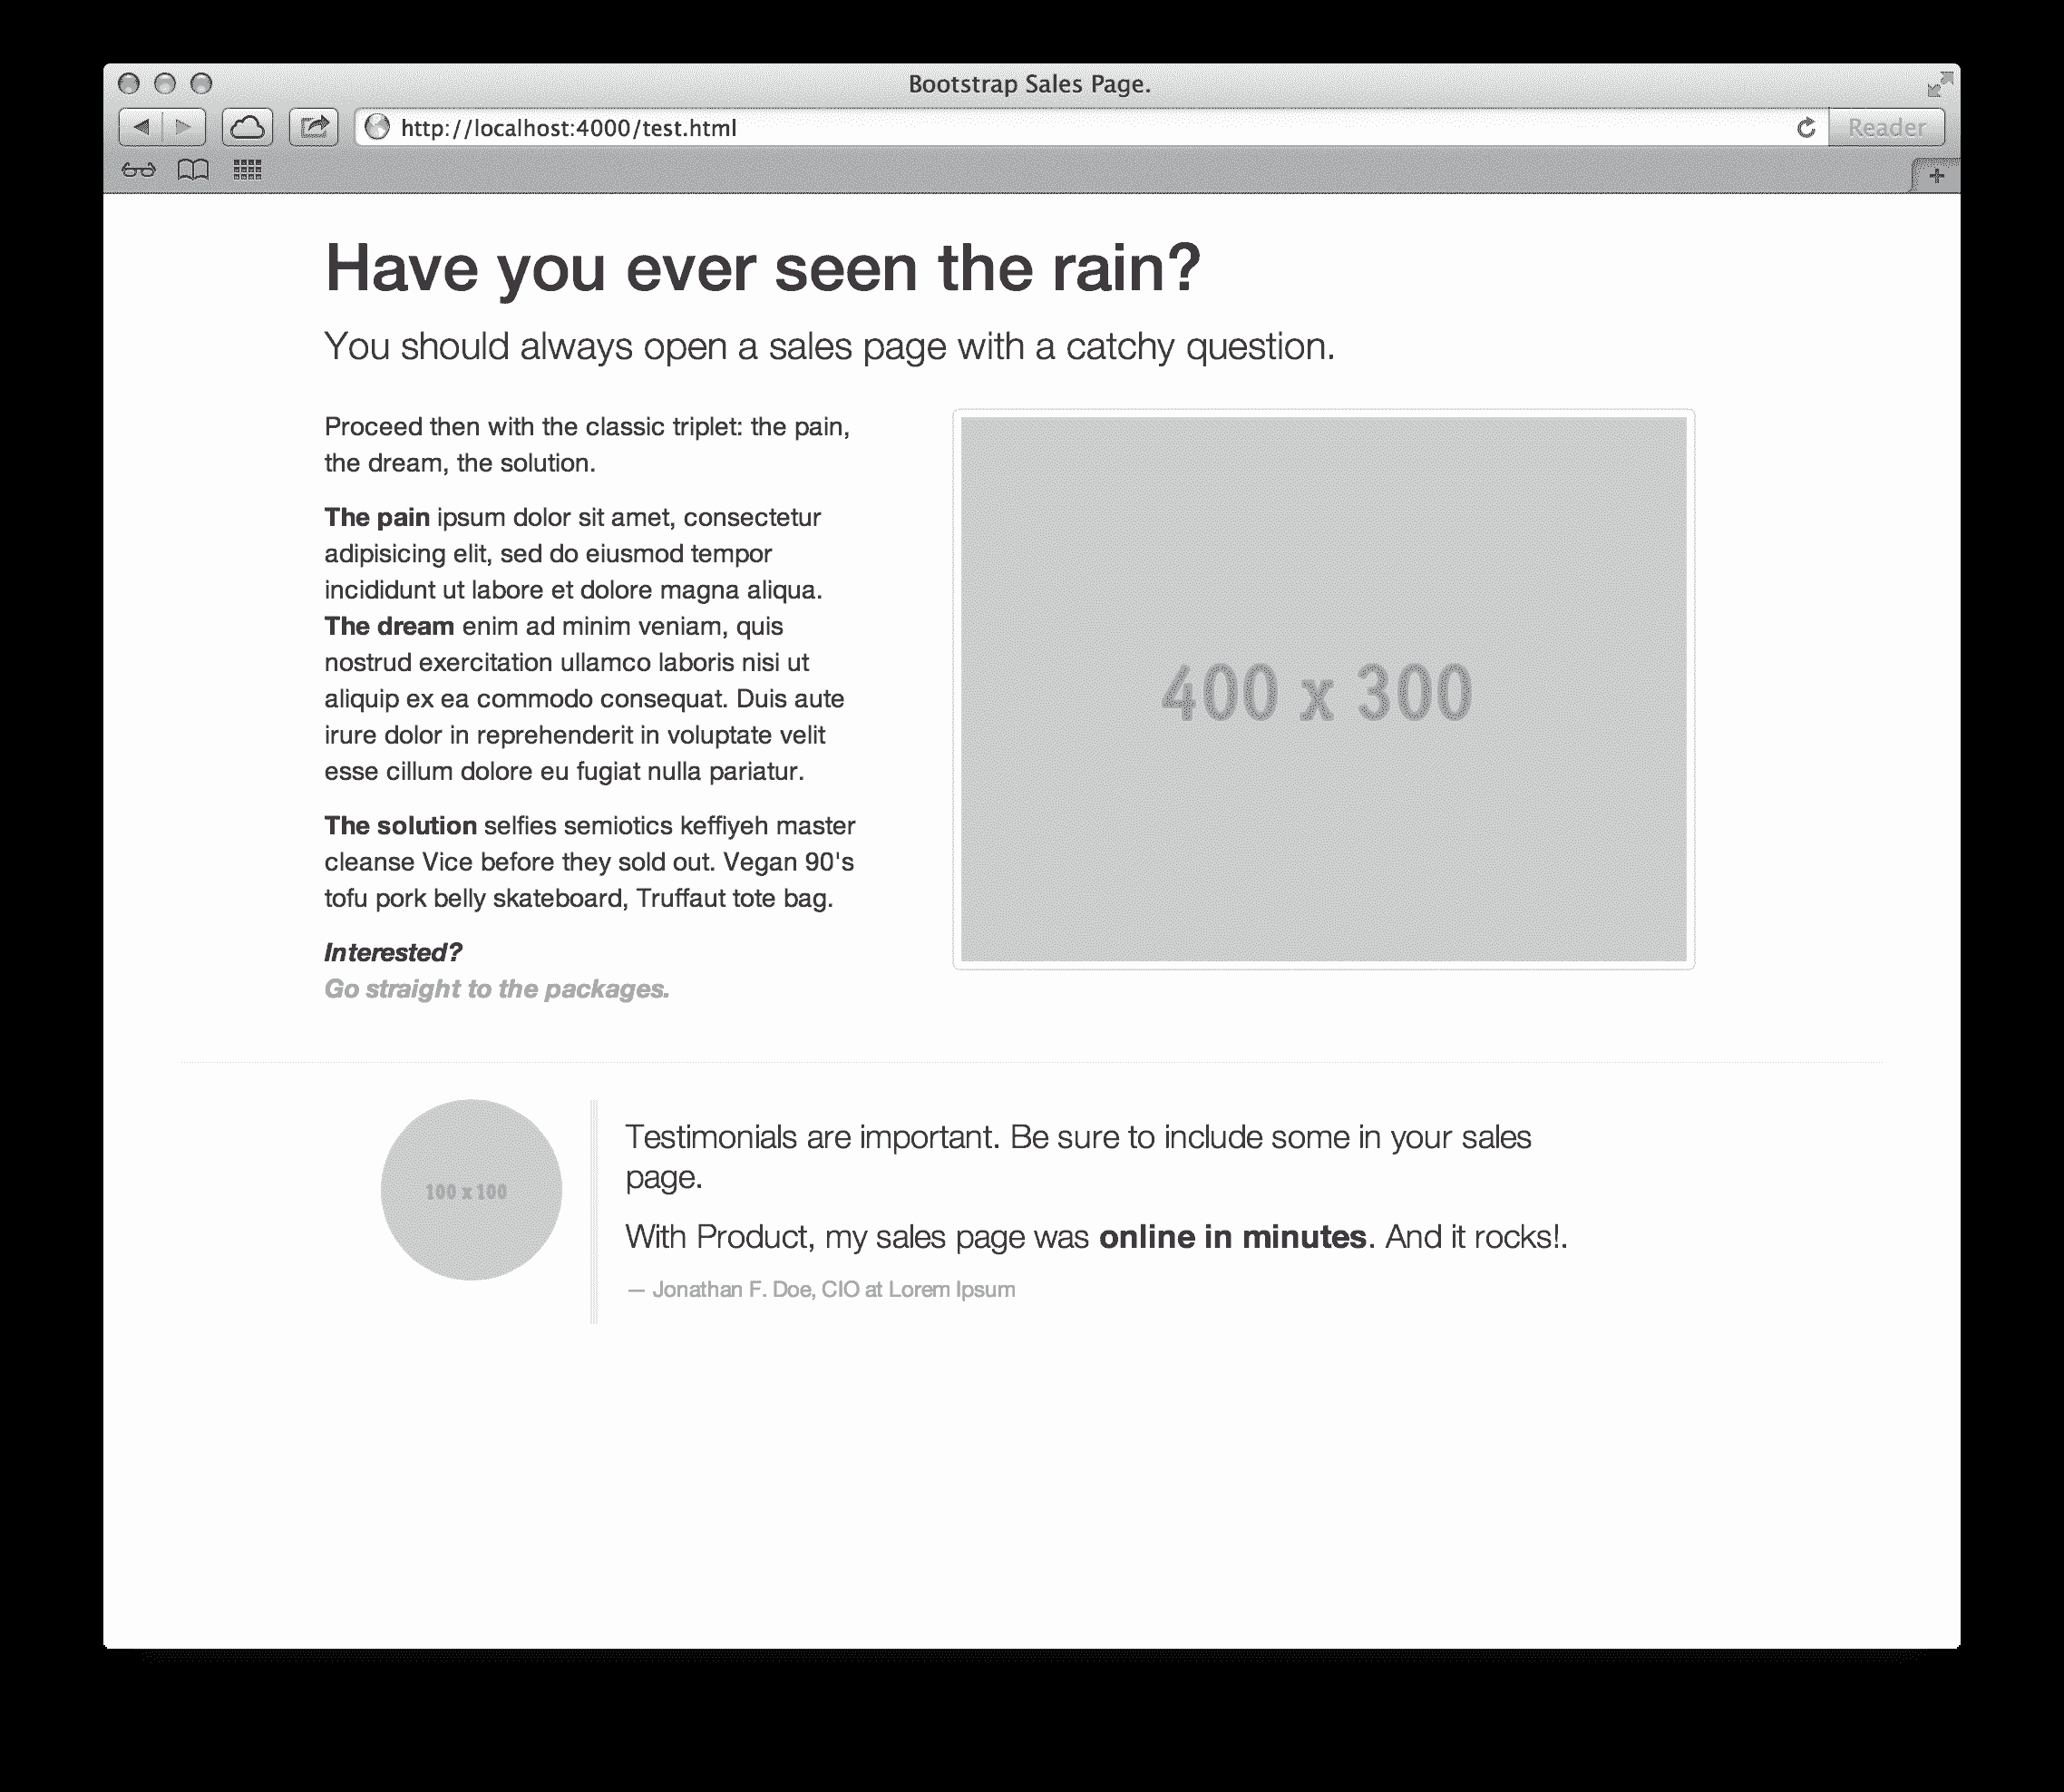 Bootstrap Sales Page.
http://localhost:4000/test.html
Reader
Have you ever seen the rain?
You should always open a sales page with a catchy question.
Proceed then with the classic triplet: the pain,
the dream, the solution.
The pain ipsum dolor sit amet, consectetur
adipisicing elit, sed do eiusmod tempor
incididunt ut labore et dolore magna aliqua.
The dream enim ad minim veniam, quis
nostrud exercitation ullamco laboris nisi ut
aliquip ex ea commodo consequat. Duis aute
irure dolor in reprehenderit in voluptate velit
esse cillum dolore eu fugiat nulla pariatur.
The solution selfies semiotics keffiyeh master
cleanse Vice before they sold out. Vegan 90's
tofu pork belly skateboard, Truffaut tote bag.
Interested?
Go straight to the packages.
400 x 300
100 x 100
Testimonials are important. Be sure to include some in your sales
page.
With Product, my sales page was online in minutes. And it rocks!.
— Jonathan F. Doe, CIO at Lorem Ipsum